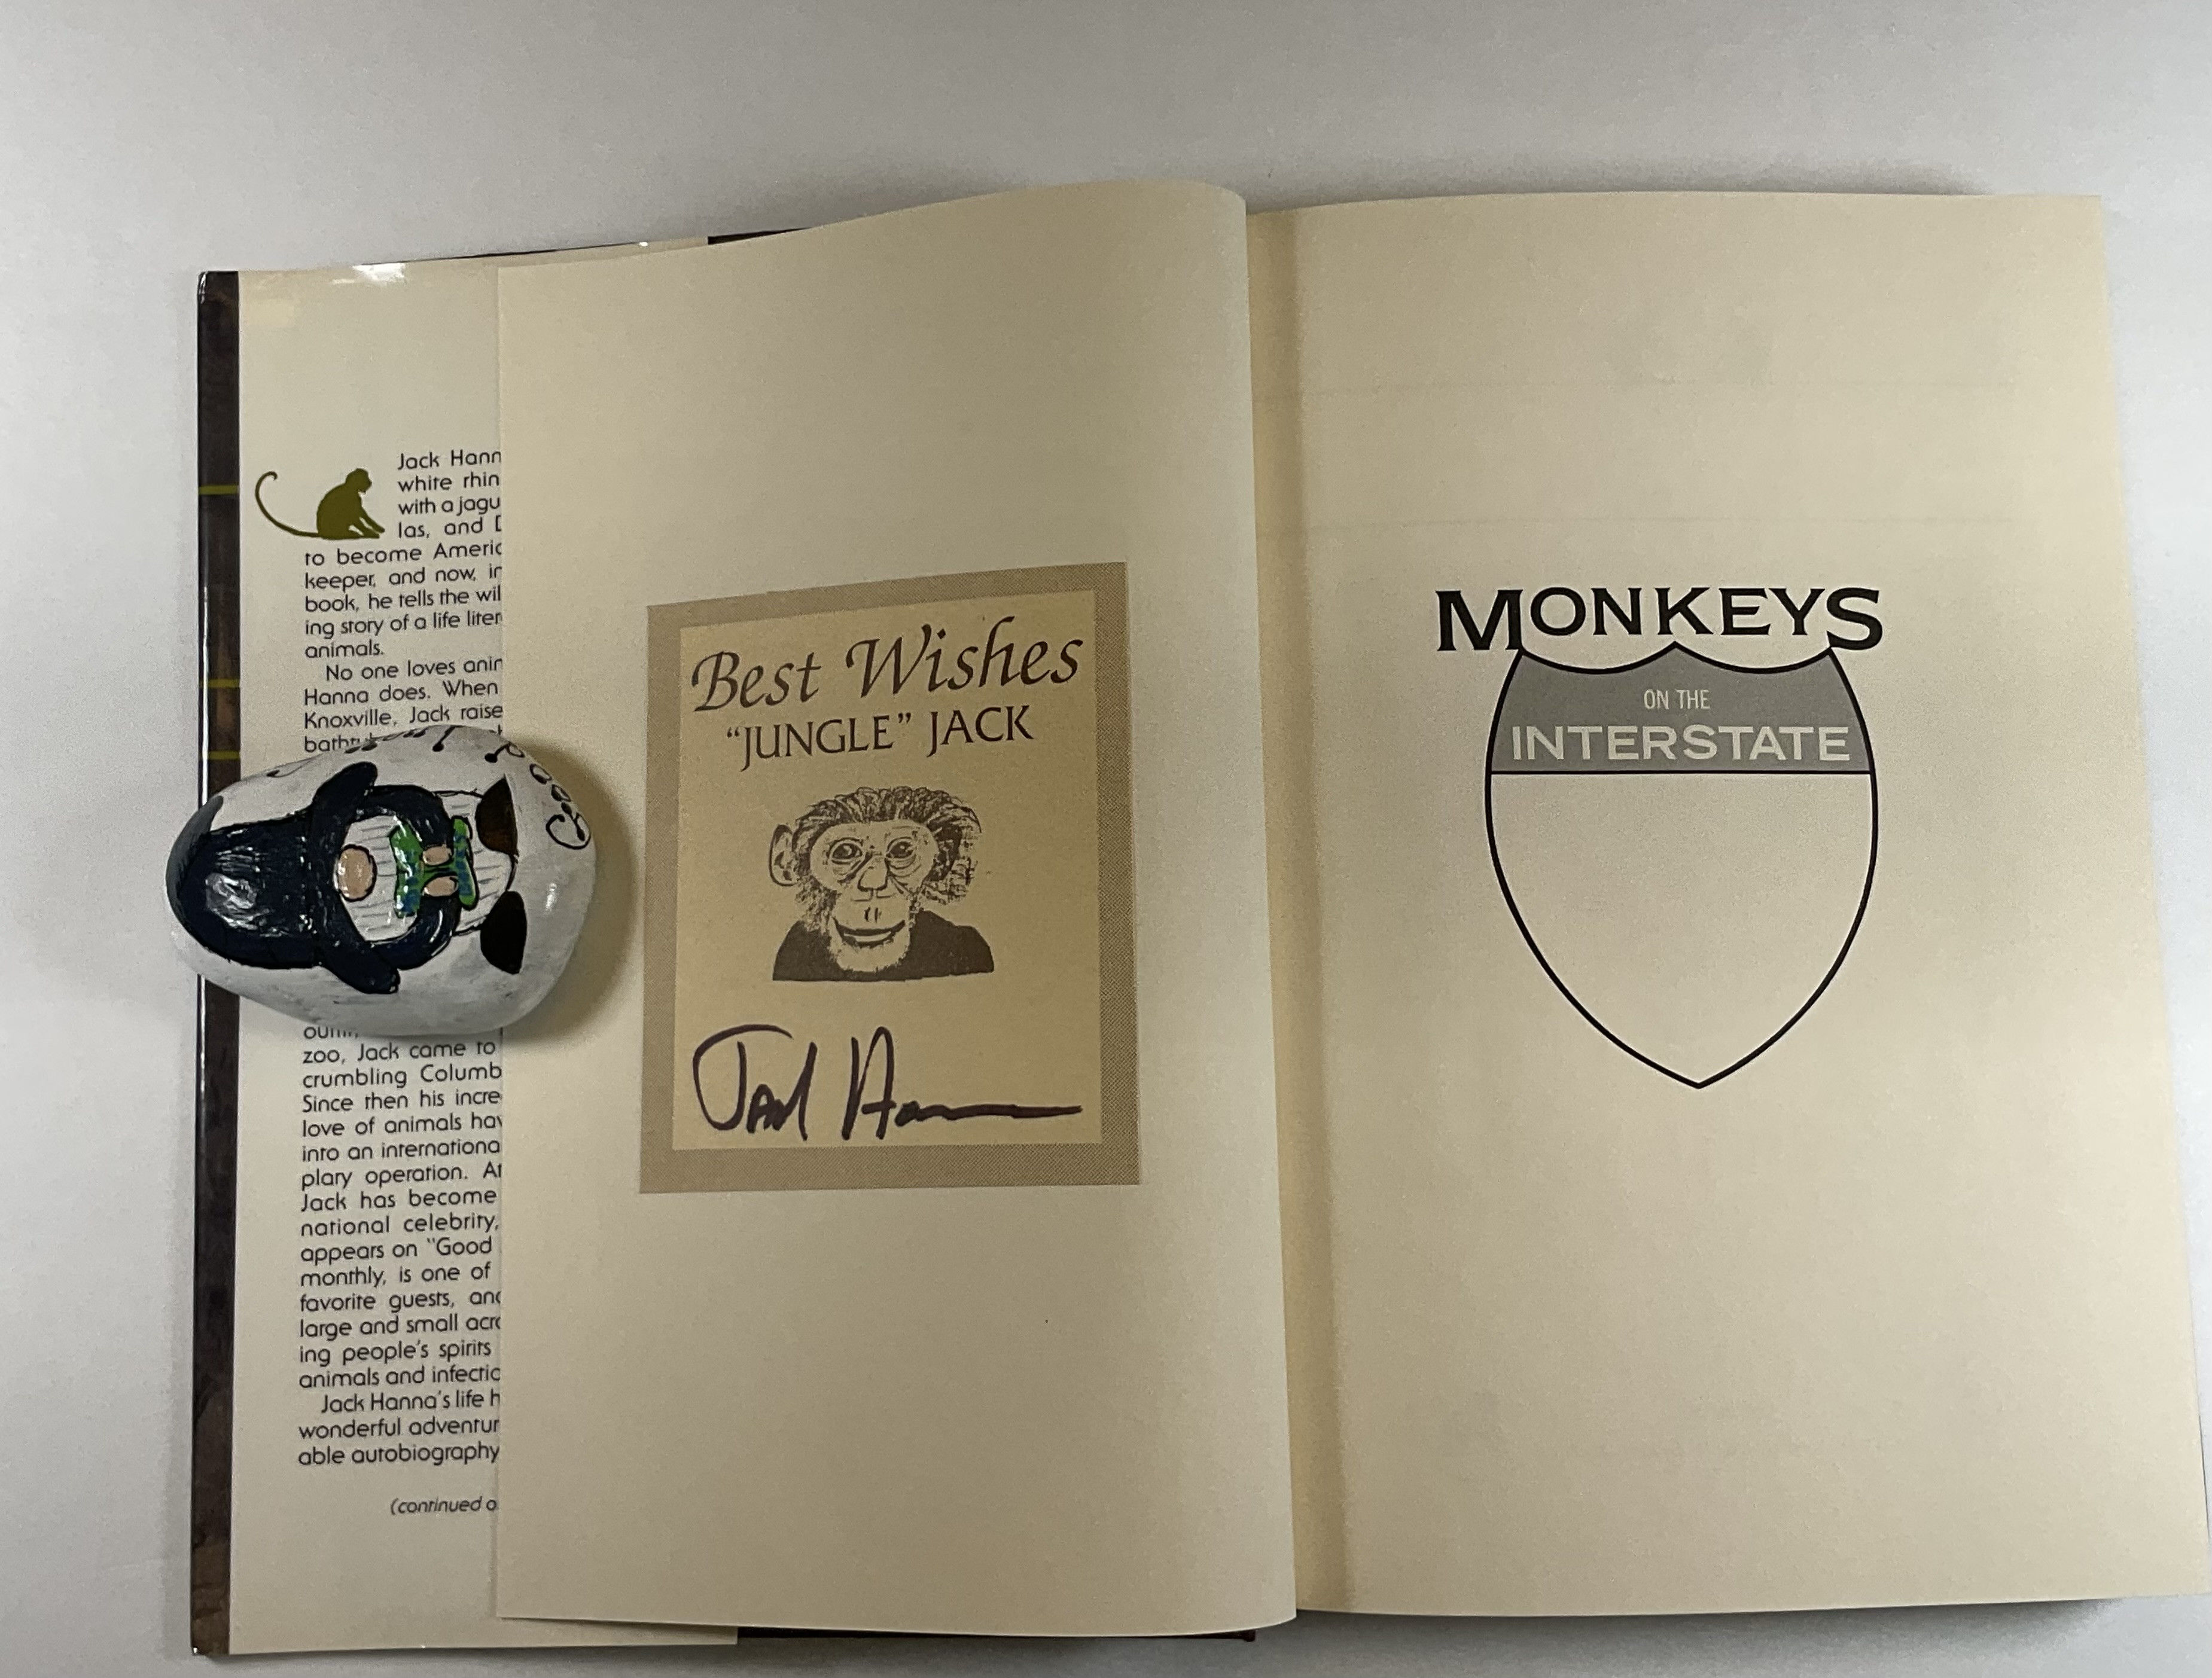 Jack Hann
white rhin
with a jagu
las, and D
to become Americ
keeper, and now, in
book, he tells the wil
ing story of a life liter
animals.
No one loves anim
Hanna does. When
Knoxville, Jack raise
zoo, Jack came to
crumbling Columb
Since then his incre
love of animals hav
into an internationa
plary operation.
Jack has become
national celebrity,
appears on "Good
monthly, is one of
favorite guests, and
large and small acro
ing people's spirits
animals and infectio
Jack Hanna's life h
wonderful adventur
able autobiography
(continued o
Best Wishes
"JUNGLE" JACK
Jack Hanna
MONKEYS
ON THE
INTERSTATE